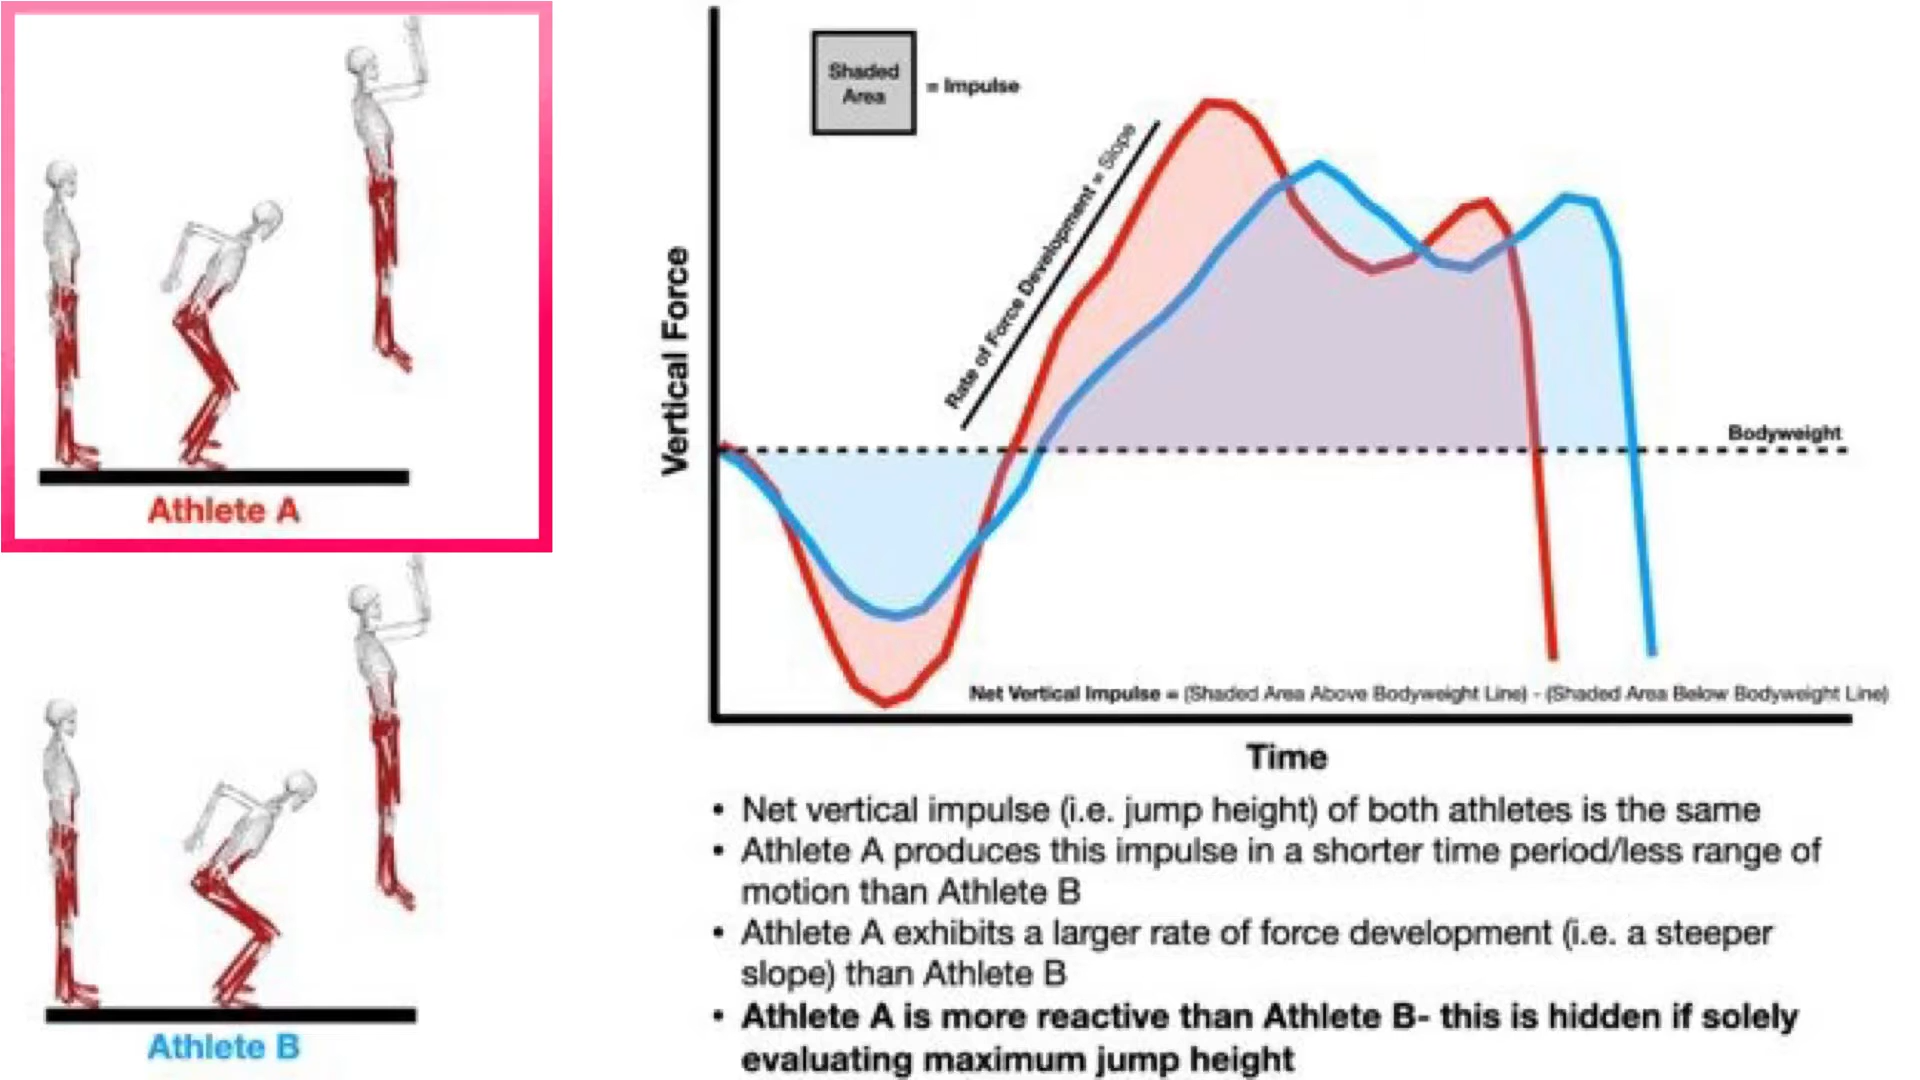 Shaded
Area
= Impulse
Rate of Force Development = Slope
Vertical Force
Bodyweight
Net Vertical Impulse = (Shaded Area Above Bodyweight Line) - (Shaded Area Below Bodyweight Line)
Time
Athlete A
Athlete B
• Net vertical impulse (i.e. jump height) of both athletes is the same
• Athlete A produces this impulse in a shorter time period/less range of
motion than Athlete B
• Athlete A exhibits a larger rate of force development (i.e. a steeper
slope) than Athlete B
• Athlete A is more reactive than Athlete B- this is hidden if solely
evaluating maximum jump height